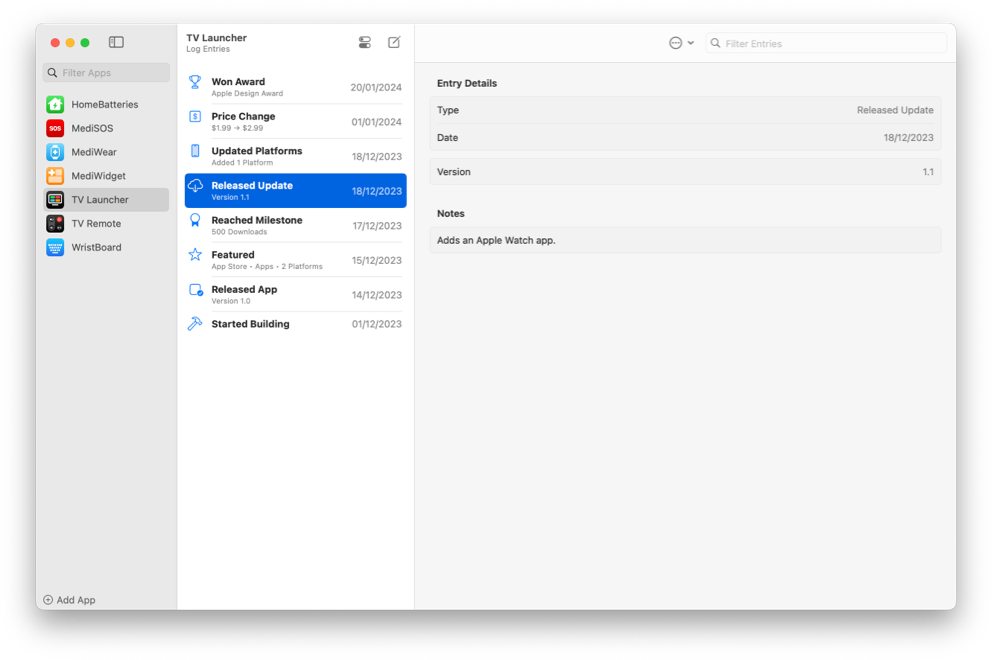 Filter Apps
HomeBatteries
SOS
MediSOS
MediWear
MediWidget
TV Launcher
TV Remote
WristBoard
Add App
TV Launcher
Log Entries
Won Award
Apple Design Award
20/01/2024
Price Change
$1.99 → $2.99
01/01/2024
Updated Platforms
Added 1 Platform
18/12/2023
Released Update
Version 1.1
18/12/2023
Reached Milestone
500 Downloads
17/12/2023
Featured
App Store • Apps • 2 Platforms
15/12/2023
Released App
Version 1.0
14/12/2023
Started Building
01/12/2023
Filter Entries
Entry Details
Type Released Update
Date 18/12/2023
Version 1.1
Notes
Adds an Apple Watch app.